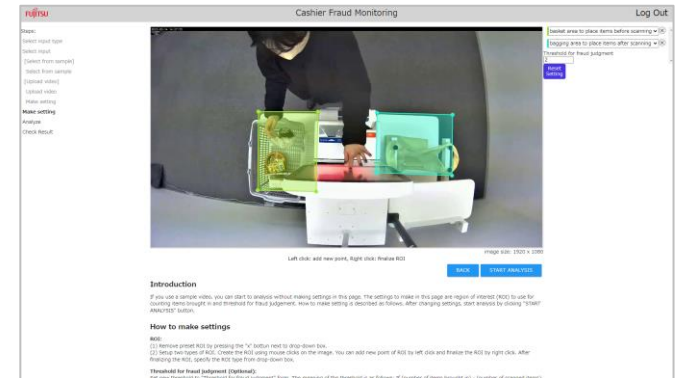 FUJITSU
Cashier Fraud Monitoring
Log Out
Steps:
Select input type
Select input
[Select from sample]
Select from sample
[Upload video]
Upload video
Make setting
Make setting
Analyze
Check Result
basket area to place items before scanning
bagging area to place items after scanning
Threshold for fraud judgment
2
Reset
Setting
image size: 1920 x 1080
Left click: add new point, Right click: finalize ROI
BACK
START ANALYSIS
Introduction
If you use a sample video, you can start to analysis without making settings in this page. The settings to make in this page are region of interest (ROI) to use for
counting items brought in and threshold for fraud judgement. How to make setting is described as follows. After changing settings, start analysis by clicking "START
ANALYSIS" button.
How to make settings
ROI:
(1) Remove preset ROI by pressing the "x" button next to drop-down box.
(2) Setup two types of ROI. Create the ROI using mouse clicks on the image. You can add new point of ROI by left click and finalize the ROI by right click. After
finalizing the ROI, specify the ROI type from drop-down box.
Threshold for fraud judgment (Optional):